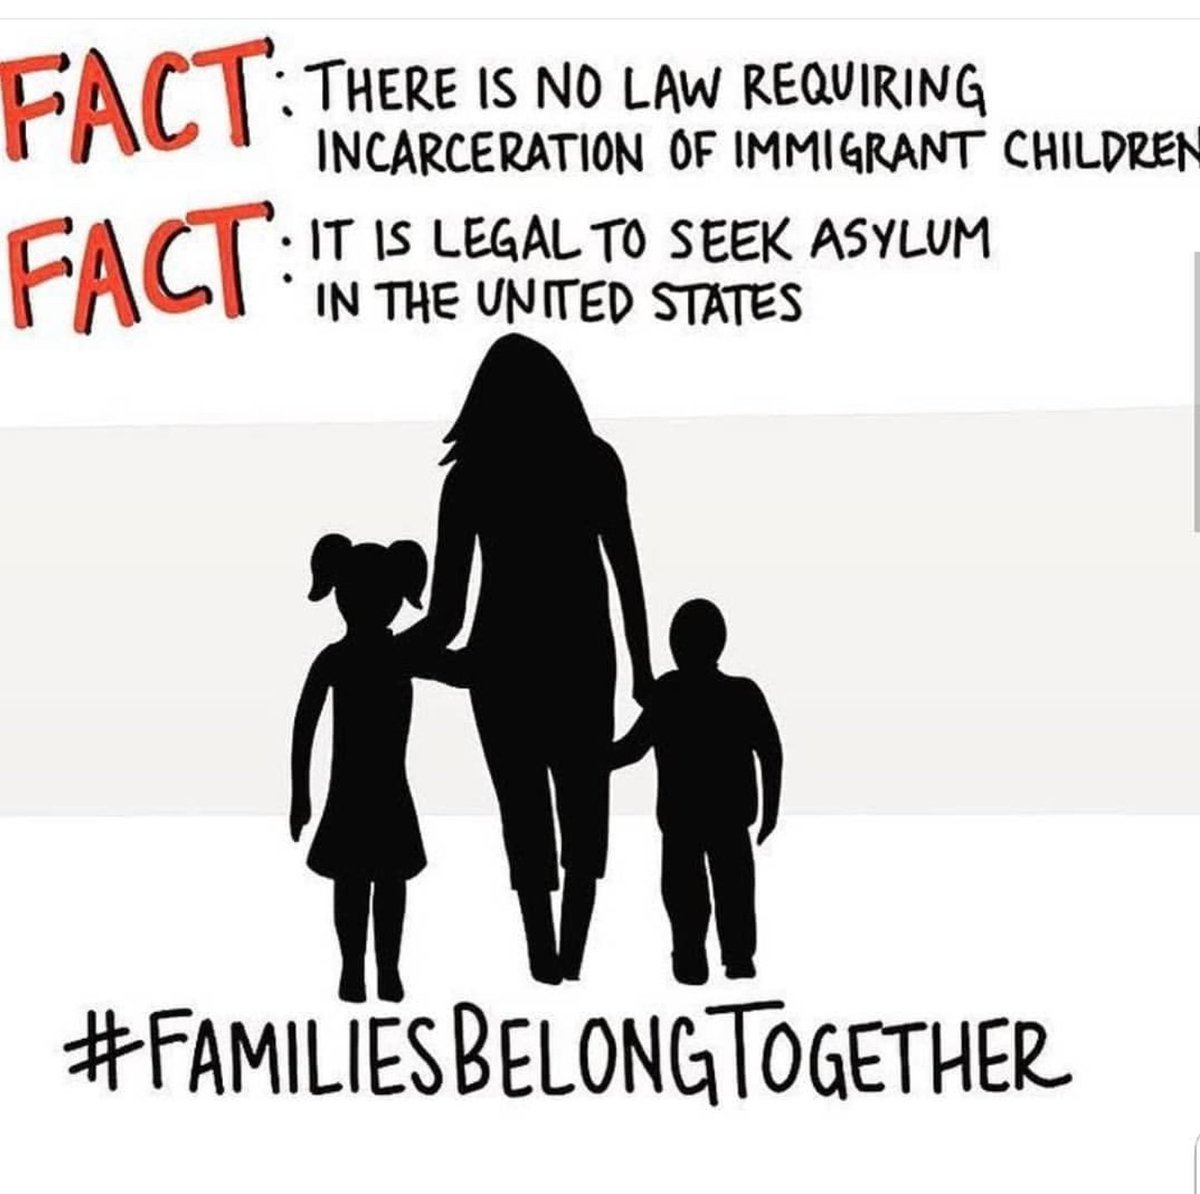 FACT: THERE IS NO LAW REQUIRING
INCARCERATION OF IMMIGRANT CHILDREN
FACT: IT IS LEGAL TO SEEK ASYLUM
IN THE UNITED STATES
#FAMILIESBELONGTOGETHER